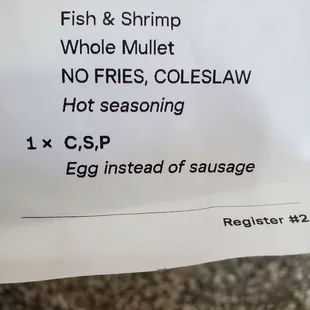 Fish & Shrimp
Whole Mullet
NO FRIES, COLESLAW
Hot seasoning
1 × C,S,P
Egg instead of sausage
Register #2